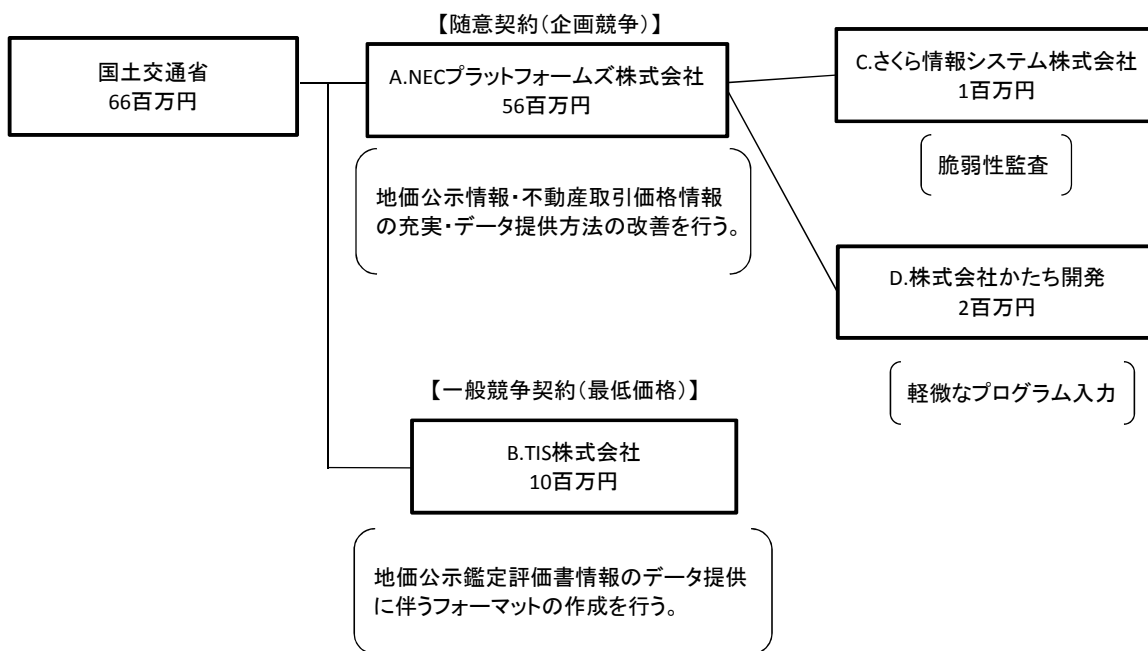 【随意契約(企画競争)】
国土交通省
66百万円
A.NECプラットフォームズ株式会社
56百万円
C.さくら情報システム株式会社
1百万円
脆弱性監査
地価公示情報・不動産取引価格情報
の充実・データ提供方法の改善を行う。
D.株式会社かたち開発
2百万円
軽微なプログラム入力
【一般競争契約(最低価格)】
B.TIS株式会社
10百万円
地価公示鑑定評価書情報のデータ提供
に伴うフォーマットの作成を行う。